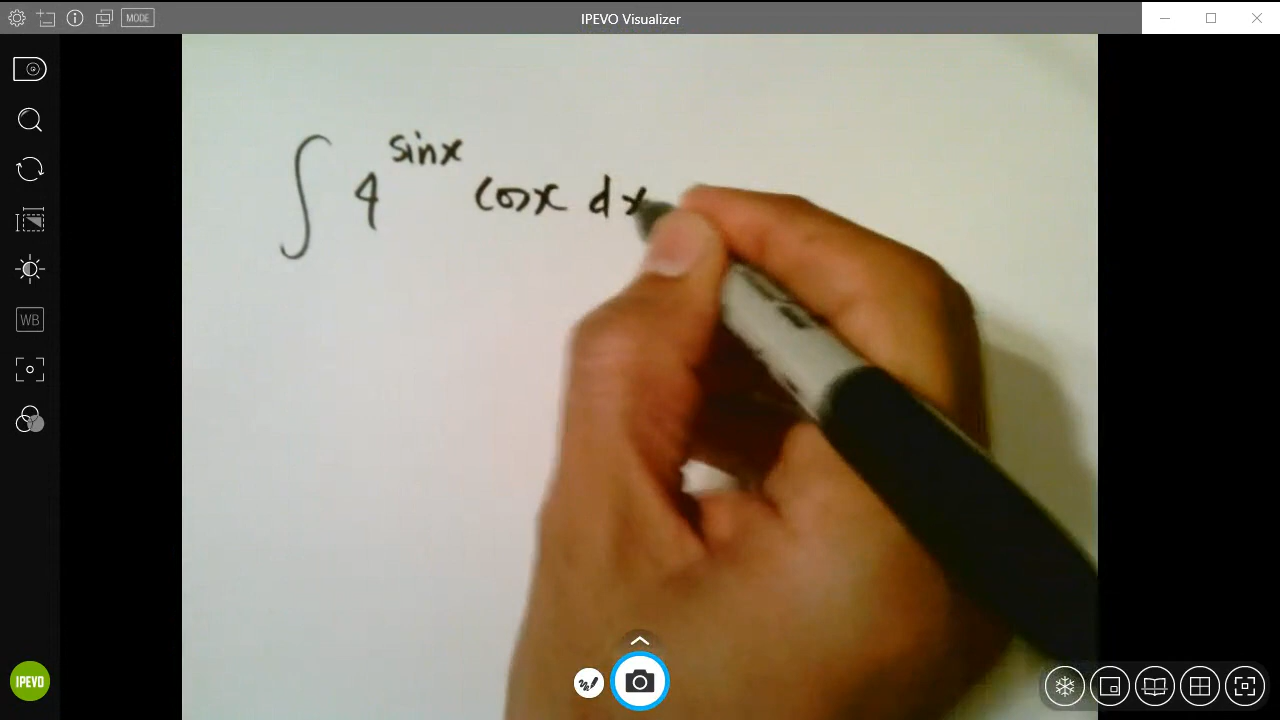 MODE
IPEVO Visualizer
WB
∫ 4^sinx cosx dx
IPEVO